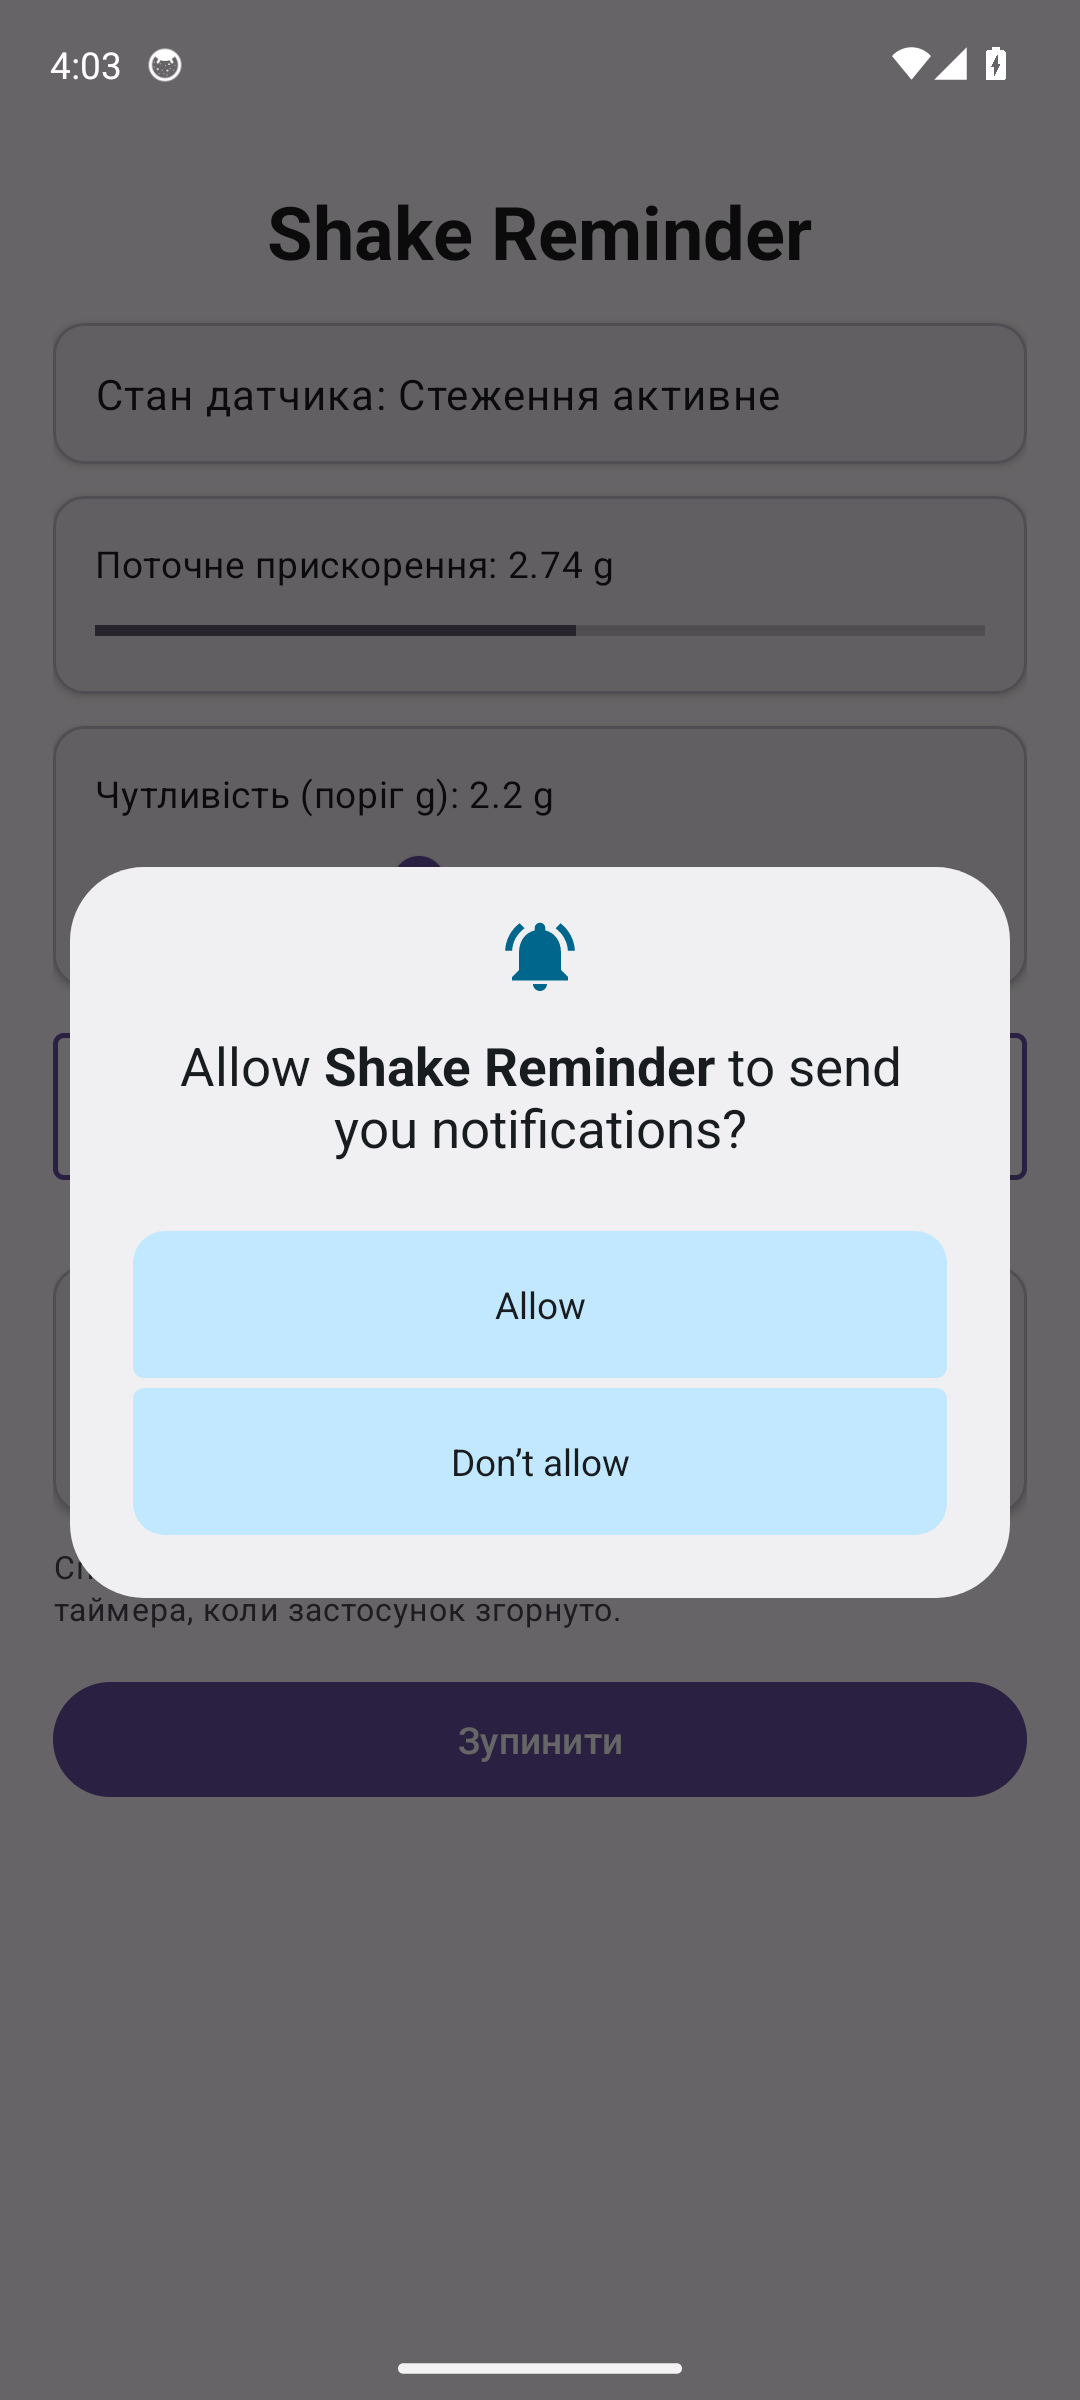 4:03
Shake Reminder
Стан датчика: Стеження активне
Поточне прискорення: 2.74 g
Чутливість (поріг g): 2.2 g
Allow Shake Reminder to send
you notifications?
Allow
Don’t allow
таймера, коли застосунок згорнуто.
Зупинити